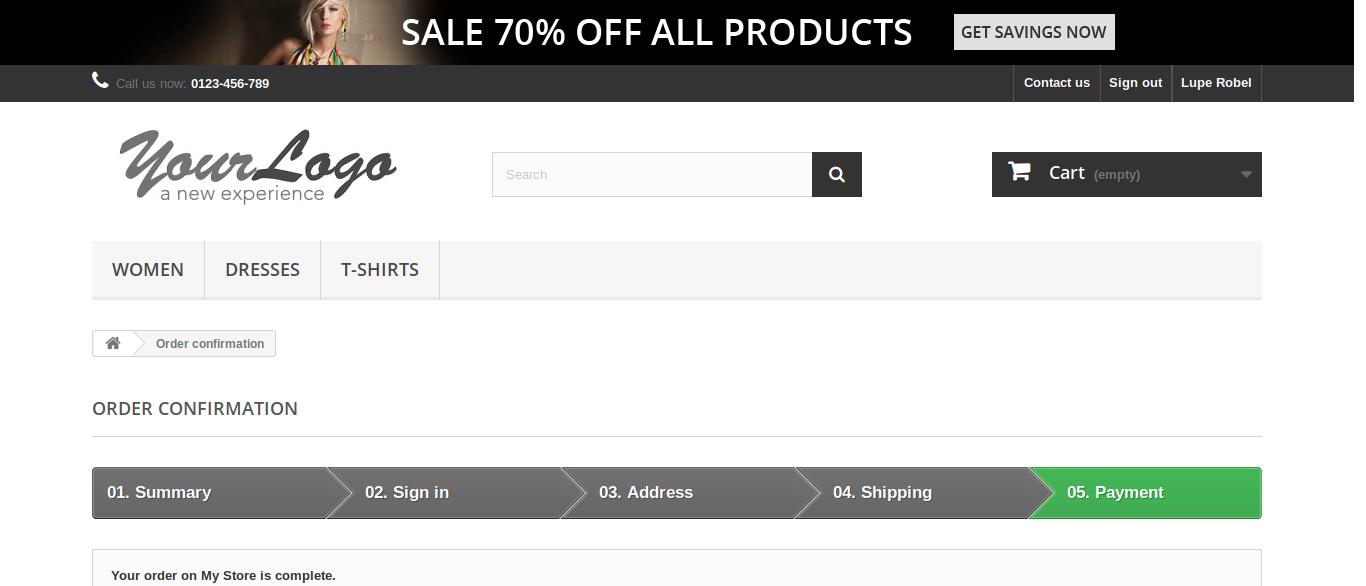 SALE 70% OFF ALL PRODUCTS
GET SAVINGS NOW
Call us now: 0123-456-789
Contact us
Sign out
Lupe Robel
YourLogo
a new experience
Search
Cart (empty)
WOMEN
DRESSES
T-SHIRTS
Order confirmation
ORDER CONFIRMATION
01. Summary
02. Sign in
03. Address
04. Shipping
05. Payment
Your order on My Store is complete.